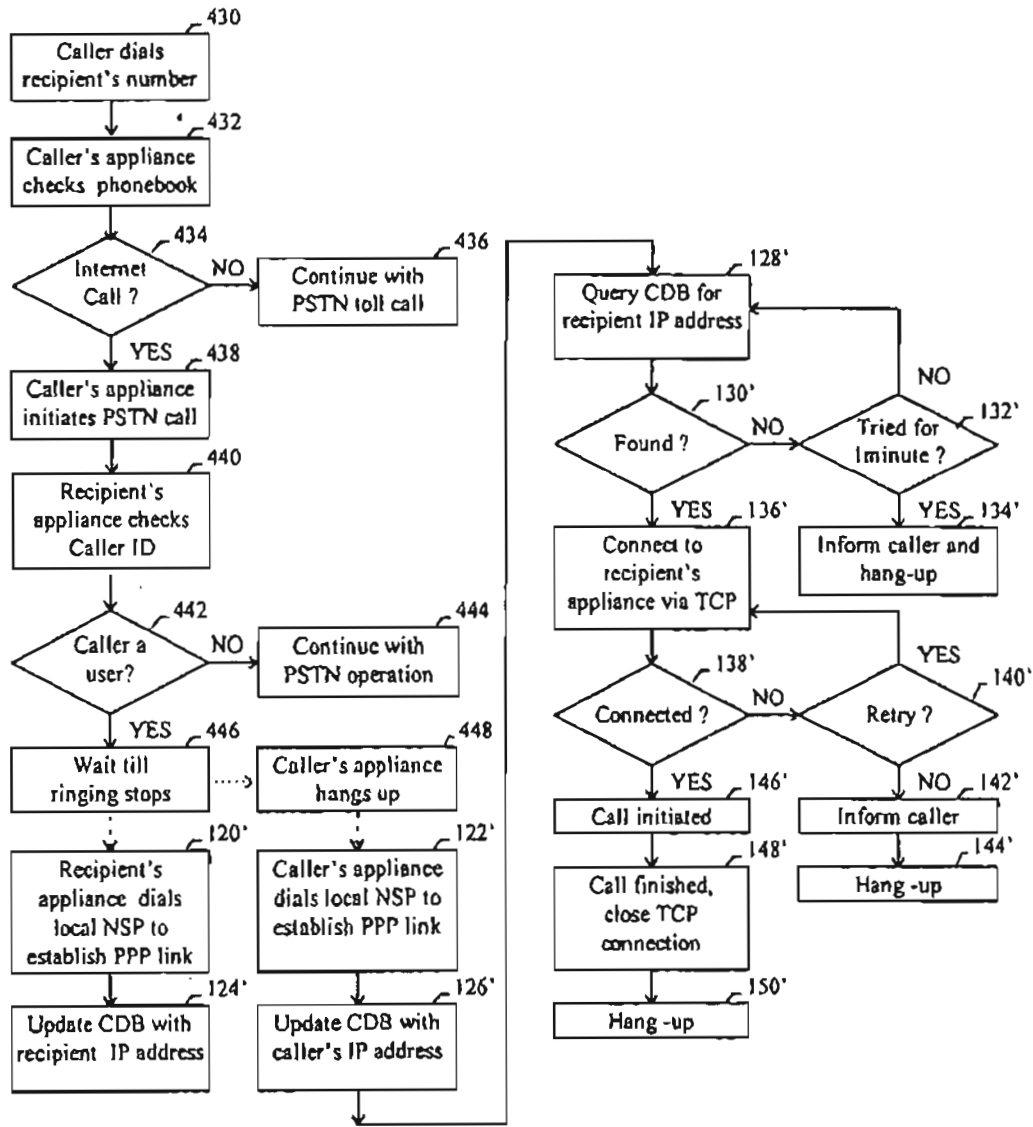 430
Caller dials
recipient's number
432
Caller's appliance
checks phonebook
434
Internet
Call ?
NO
436
Continue with
PSTN toll call
YES
438
Caller's appliance
initiates PSTN call
440
Recipient's
appliance checks
Caller ID
442
Caller a
user?
NO
444
Continue with
PSTN operation
YES
446
Wait till
ringing stops
448
Caller's appliance
hangs up
120'
Recipient's
appliance dials
local NSP to
establish PPP link
122'
Caller's appliance
dials local NSP to
establish PPP link
124'
Update CDB with
recipient IP address
126'
Update CDB with
caller's IP address
128'
Query CDB for
recipient IP address
130'
Found ?
NO
132'
Tried for
1minute ?
NO
YES
134'
Inform caller and
hang-up
YES
136'
Connect to
recipient's
appliance via TCP
138'
Connected ?
NO
140'
Retry ?
YES
NO
142'
Inform caller
144'
Hang -up
YES
146'
Call initiated
148'
Call finished,
close TCP
connection
150'
Hang -up